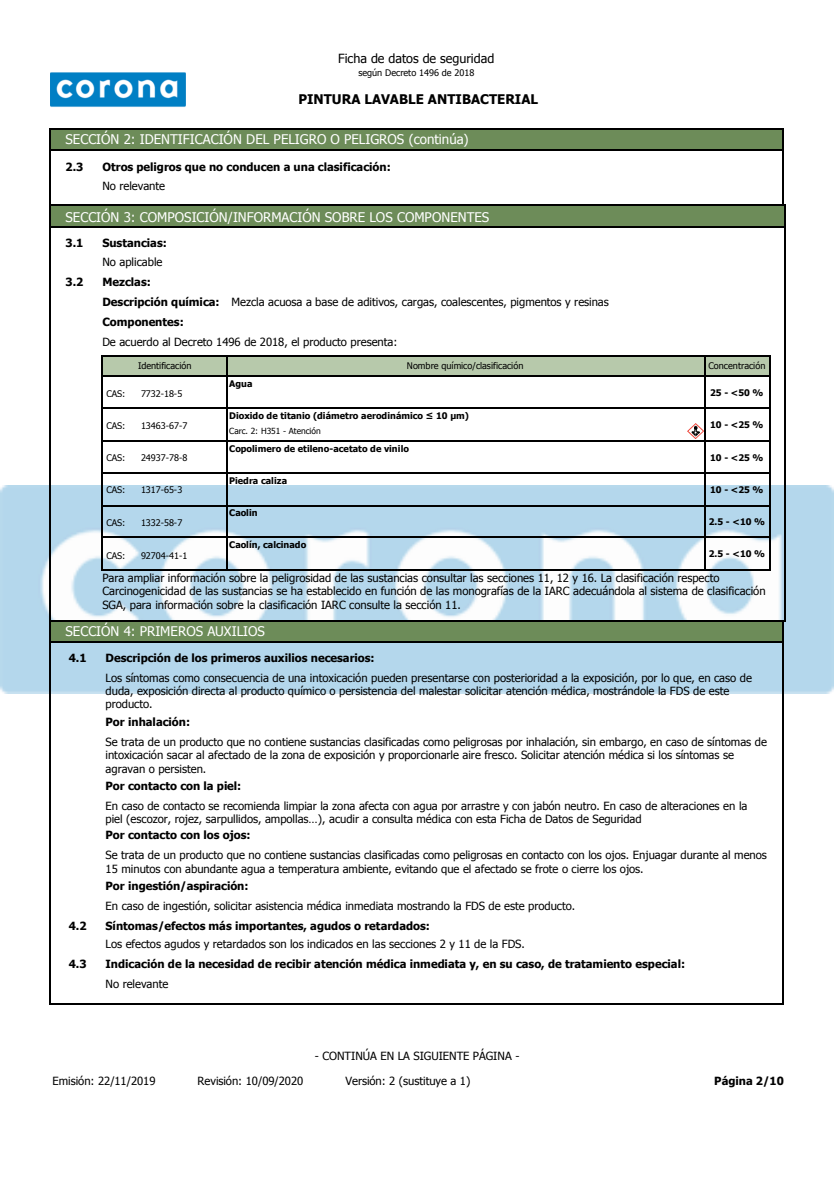 Ficha de datos de seguridad
según Decreto 1496 de 2018
corona
PINTURA LAVABLE ANTIBACTERIAL
SECCIÓN 2: IDENTIFICACIÓN DEL PELIGRO O PELIGROS (continúa)
2.3 Otros peligros que no conducen a una clasificación:
No relevante
SECCIÓN 3: COMPOSICIÓN/INFORMACIÓN SOBRE LOS COMPONENTES
3.1 Sustancias:
No aplicable
3.2 Mezclas:
Descripción química: Mezcla acuosa a base de aditivos, cargas, coalescentes, pigmentos y resinas
Componentes:
De acuerdo al Decreto 1496 de 2018, el producto presenta:
Identificación Nombre químico/clasificación Concentración
Agua
CAS: 7732-18-5 25 - <50 %
Dioxido de titanio (diámetro aerodinámico ≤ 10 µm)
CAS: 13463-67-7 Carc. 2: H351 - Atención 10 - <25 %
Copolimero de etileno-acetato de vinilo
CAS: 24937-78-8 10 - <25 %
Piedra caliza
CAS: 1317-65-3 10 - <25 %
Caolin
CAS: 1332-58-7 2.5 - <10 %
Caolín, calcinado
CAS: 92704-41-1 2.5 - <10 %
corona
Para ampliar información sobre la peligrosidad de las sustancias consultar las secciones 11, 12 y 16. La clasificación respecto
Carcinogenicidad de las sustancias se ha establecido en función de las monografías de la IARC adecuándola al sistema de clasificación
SGA, para información sobre la clasificación IARC consulte la sección 11.
SECCIÓN 4: PRIMEROS AUXILIOS
4.1 Descripción de los primeros auxilios necesarios:
Los síntomas como consecuencia de una intoxicación pueden presentarse con posterioridad a la exposición, por lo que, en caso de
duda, exposición directa al producto químico o persistencia del malestar solicitar atención médica, mostrándole la FDS de este
producto.
Por inhalación:
Se trata de un producto que no contiene sustancias clasificadas como peligrosas por inhalación, sin embargo, en caso de síntomas de
intoxicación sacar al afectado de la zona de exposición y proporcionarle aire fresco. Solicitar atención médica si los síntomas se
agravan o persisten.
Por contacto con la piel:
En caso de contacto se recomienda limpiar la zona afecta con agua por arrastre y con jabón neutro. En caso de alteraciones en la
piel (escozor, rojez, sarpullidos, ampollas…), acudir a consulta médica con esta Ficha de Datos de Seguridad
Por contacto con los ojos:
Se trata de un producto que no contiene sustancias clasificadas como peligrosas en contacto con los ojos. Enjuagar durante al menos
15 minutos con abundante agua a temperatura ambiente, evitando que el afectado se frote o cierre los ojos.
Por ingestión/aspiración:
En caso de ingestión, solicitar asistencia médica inmediata mostrando la FDS de este producto.
4.2 Síntomas/efectos más importantes, agudos o retardados:
Los efectos agudos y retardados son los indicados en las secciones 2 y 11 de la FDS.
4.3 Indicación de la necesidad de recibir atención médica inmediata y, en su caso, de tratamiento especial:
No relevante
- CONTINÚA EN LA SIGUIENTE PÁGINA -
Emisión: 22/11/2019 Revisión: 10/09/2020 Versión: 2 (sustituye a 1) Página 2/10